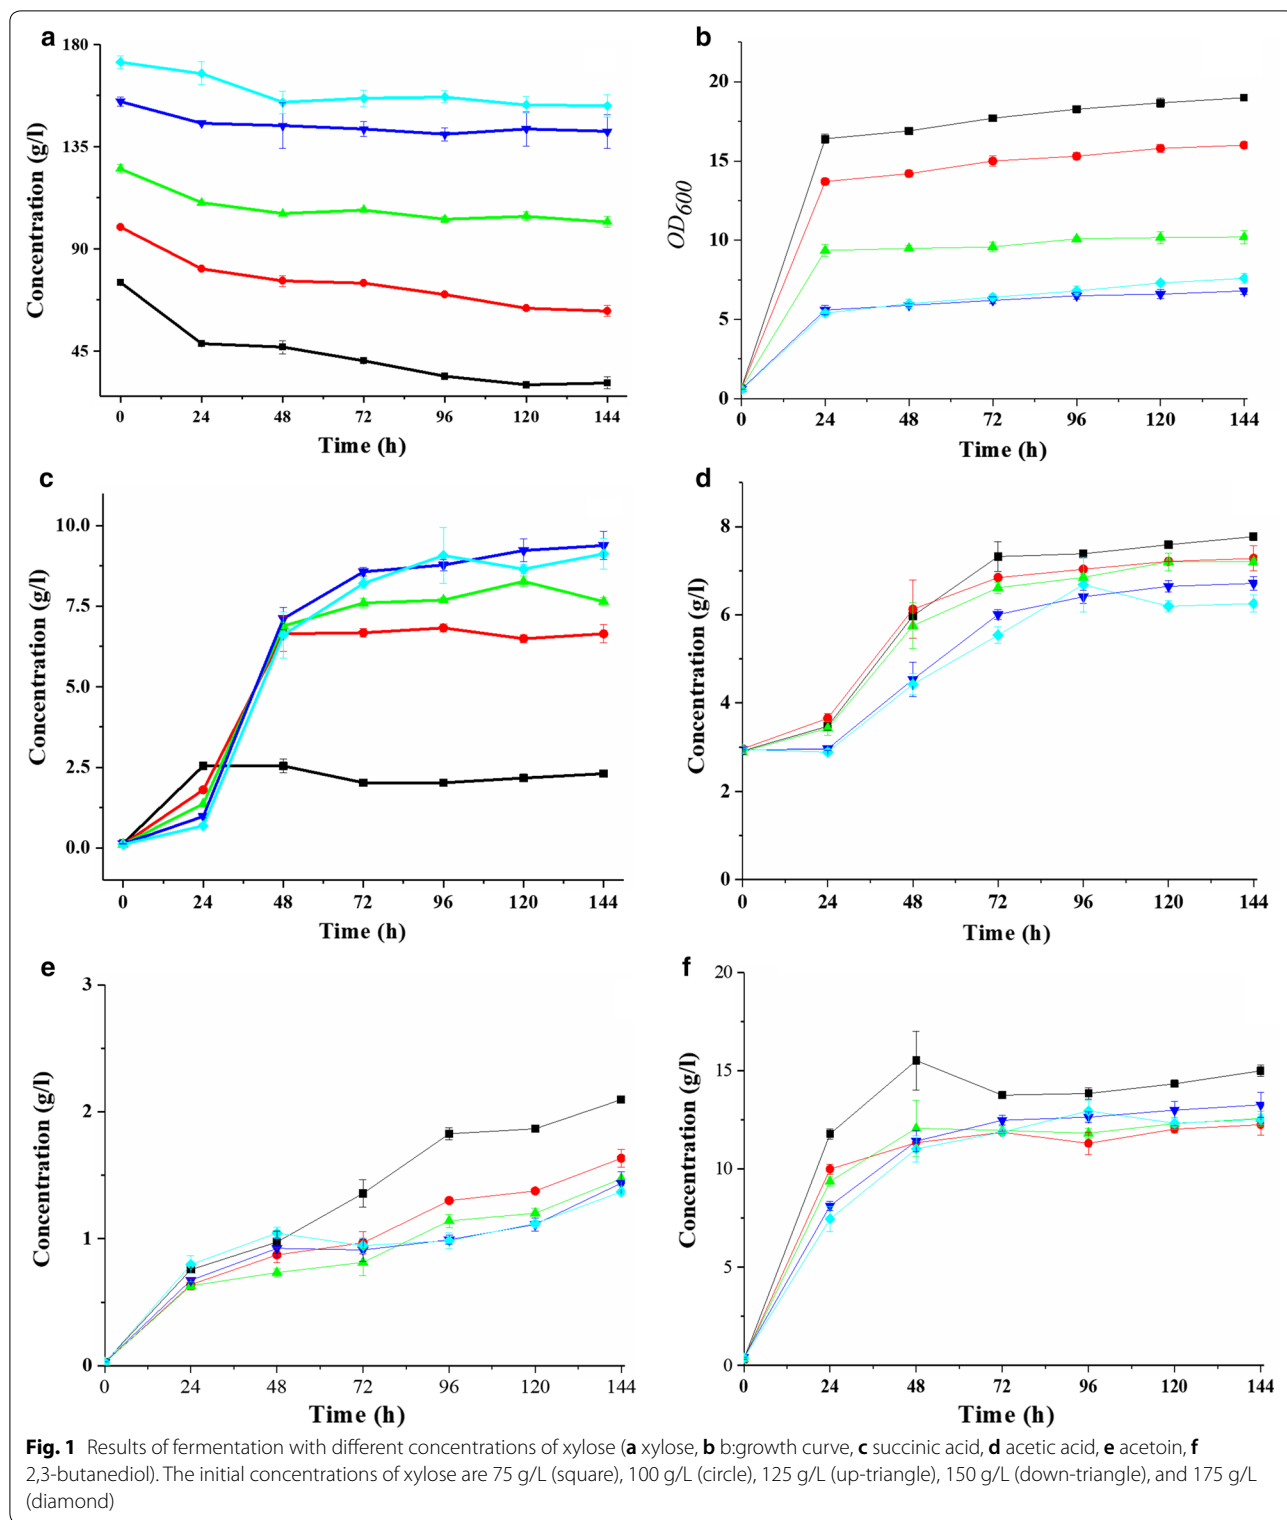 a
180
135
90
45
Concentration (g/l)
0 24 48 72 96 120 144
Time (h)
b
20
15
10
5
0
OD600
0 24 48 72 96 120 144
Time (h)
c
10.0
7.5
5.0
2.5
0.0
Concentration (g/l)
0 24 48 72 96 120 144
Time (h)
d
8
6
4
2
0
Concentration (g/l)
0 24 48 72 96 120 144
Time (h)
e
3
2
1
0
Concentration (g/l)
0 24 48 72 96 120 144
Time (h)
f
20
15
10
5
0
Concentration (g/l)
0 24 48 72 96 120 144
Time (h)
Fig. 1 Results of fermentation with different concentrations of xylose (a xylose, b b:growth curve, c succinic acid, d acetic acid, e acetoin, f
2,3-butanediol). The initial concentrations of xylose are 75 g/L (square), 100 g/L (circle), 125 g/L (up-triangle), 150 g/L (down-triangle), and 175 g/L
(diamond)